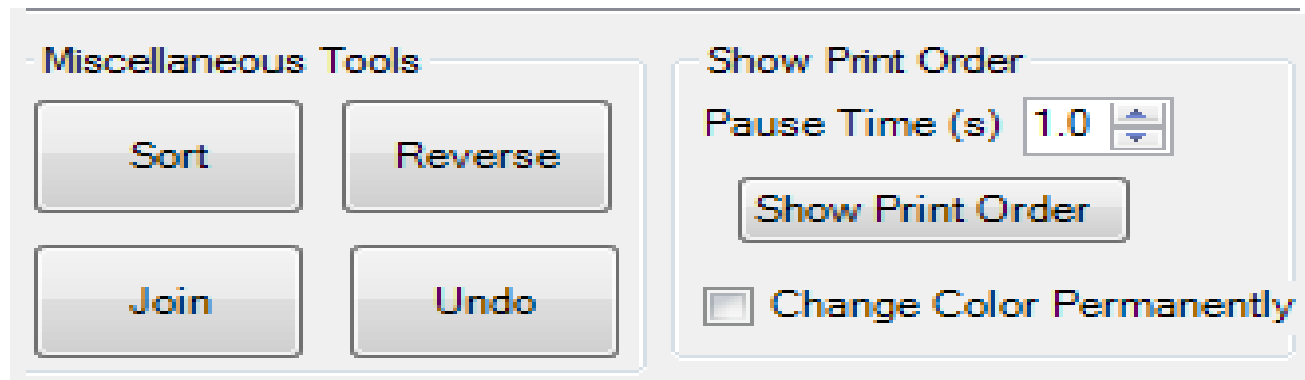 Miscellaneous Tools
Sort
Reverse
Join
Undo
Show Print Order
Pause Time (s) 1.0
Show Print Order
Change Color Permanently